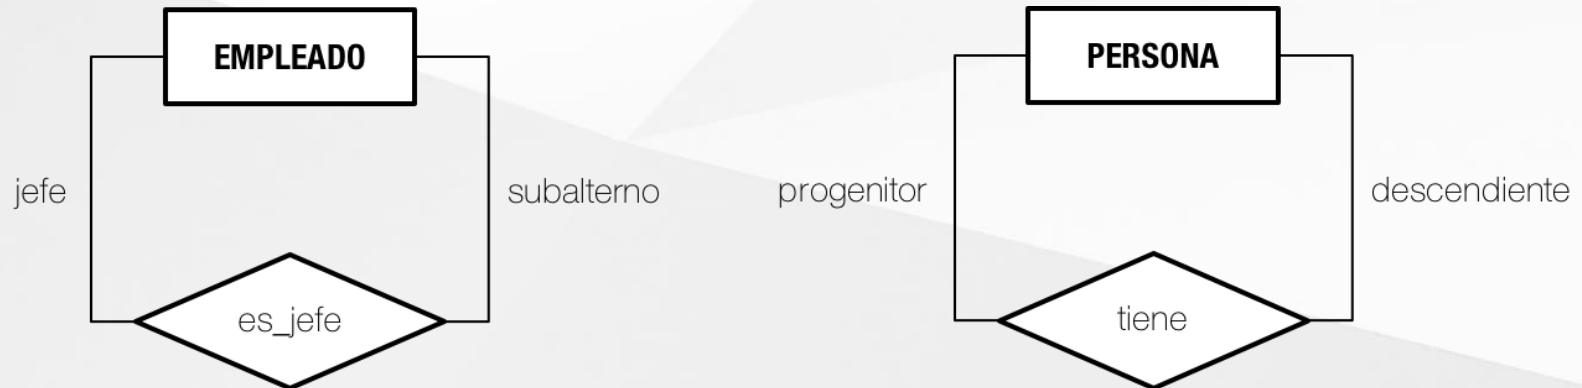 EMPLEADO
jefe
subalterno
es_jefe
PERSONA
progenitor
descendiente
tiene